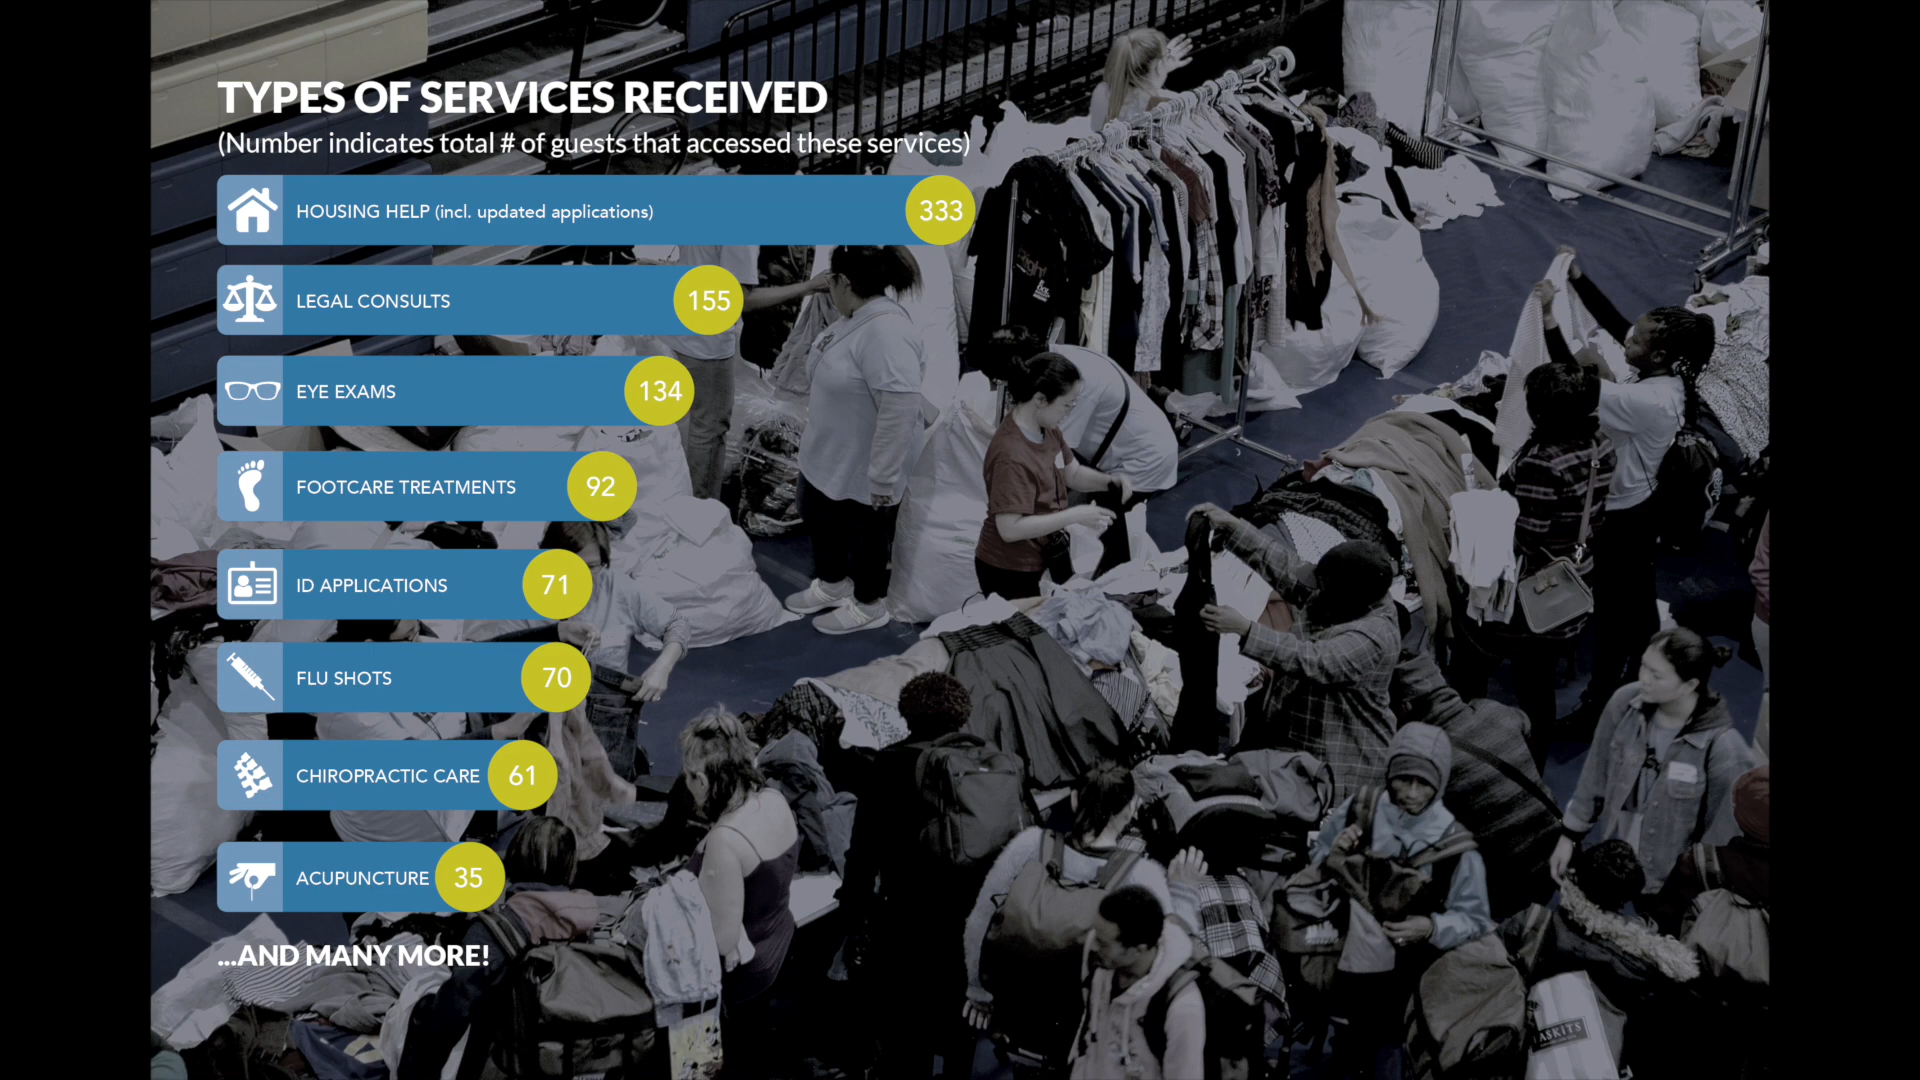 TYPES OF SERVICES RECEIVED
(Number indicates total # of guests that accessed these services)
HOUSING HELP (incl. updated applications) 333
LEGAL CONSULTS 155
EYE EXAMS 134
FOOTCARE TREATMENTS 92
ID APPLICATIONS 71
FLU SHOTS 70
CHIROPRACTIC CARE 61
ACUPUNCTURE 35
...AND MANY MORE!